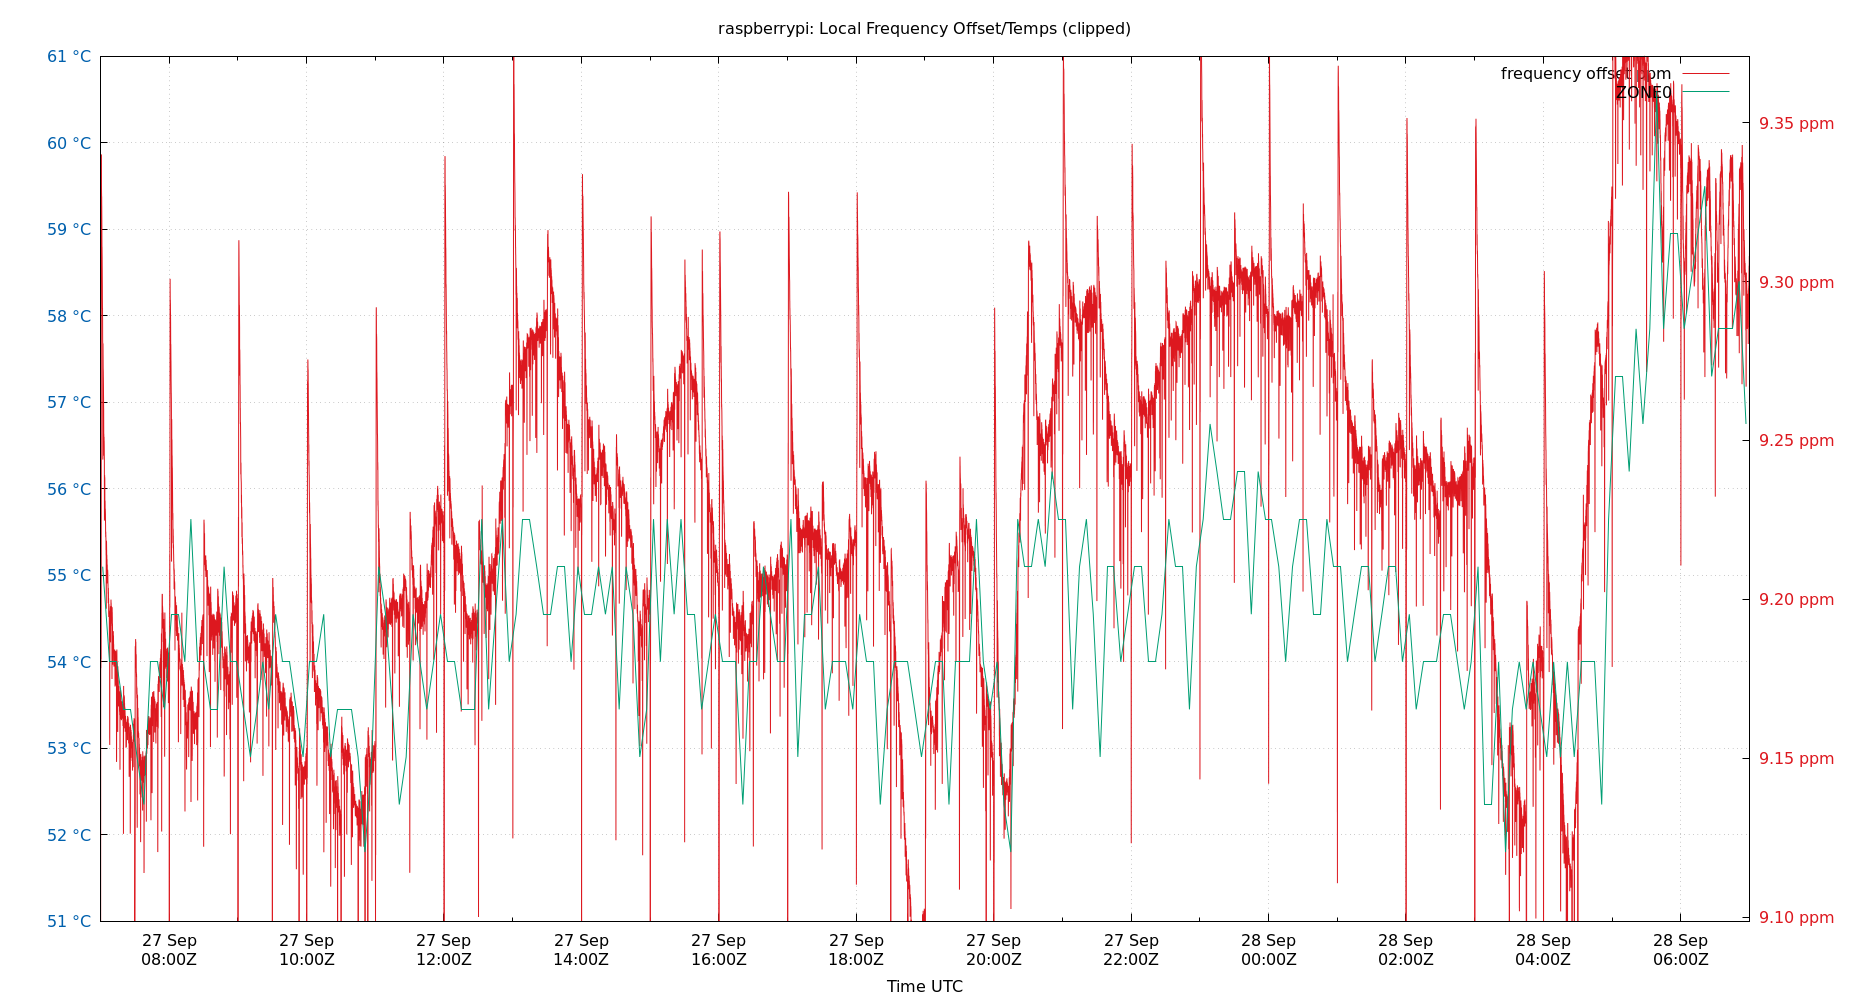 raspberrypi: Local Frequency Offset/Temps (clipped)
61 °C
60 °C
59 °C
58 °C
57 °C
56 °C
55 °C
54 °C
53 °C
52 °C
51 °C
frequency offset ppm
ZONE0
9.35 ppm
9.30 ppm
9.25 ppm
9.20 ppm
9.15 ppm
9.10 ppm
27 Sep 27 Sep 27 Sep 27 Sep 27 Sep 27 Sep 27 Sep 27 Sep 28 Sep 28 Sep 28 Sep 28 Sep
08:00Z 10:00Z 12:00Z 14:00Z 16:00Z 18:00Z 20:00Z 22:00Z 00:00Z 02:00Z 04:00Z 06:00Z
Time UTC